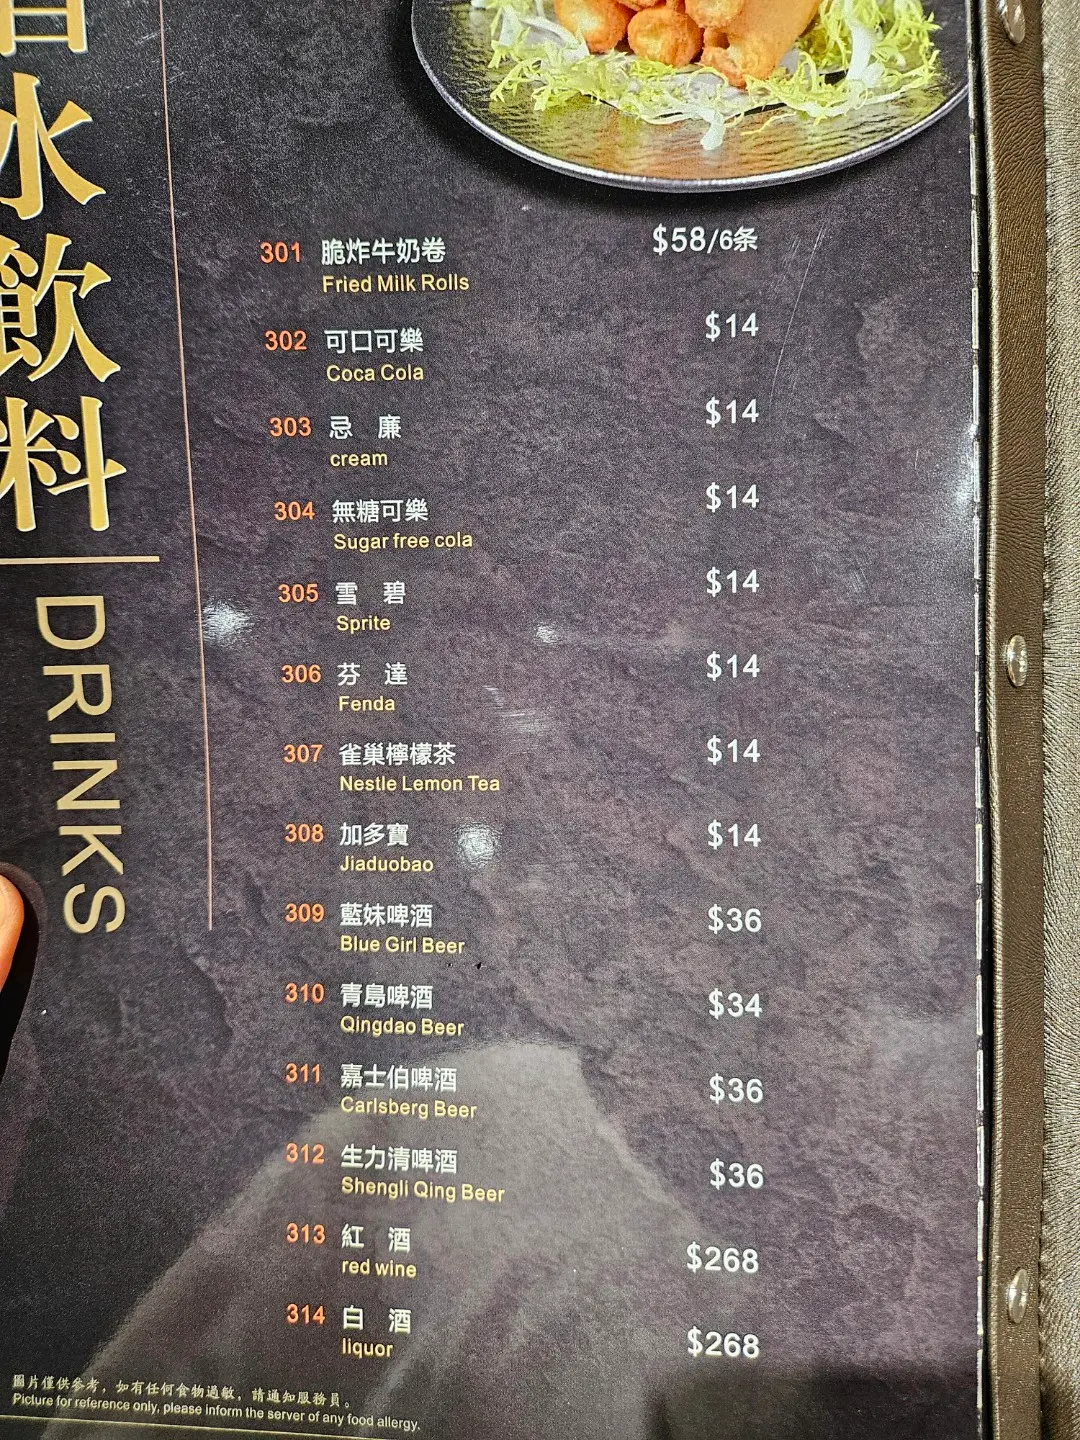 水飲料
DRINKS
301 脆炸牛奶卷 $58/6条
Fried Milk Rolls
302 可口可樂 $14
Coca Cola
303 忌 廉 $14
cream
304 無糖可樂 $14
Sugar free cola
305 雪 碧 $14
Sprite
306 芬 達 $14
Fenda
307 雀巢檸檬茶 $14
Nestle Lemon Tea
308 加多寶 $14
Jiaduobao
309 藍妹啤酒 $36
Blue Girl Beer
310 青島啤酒 $34
Qingdao Beer
311 嘉士伯啤酒 $36
Carlsberg Beer
312 生力清啤酒 $36
Shengli Qing Beer
313 紅 酒 $268
red wine
314 白 酒 $268
liquor
圖片僅供參考，如有任何食物過敏，請通知服務員。
Picture for reference only, please inform the server of any food allergy.